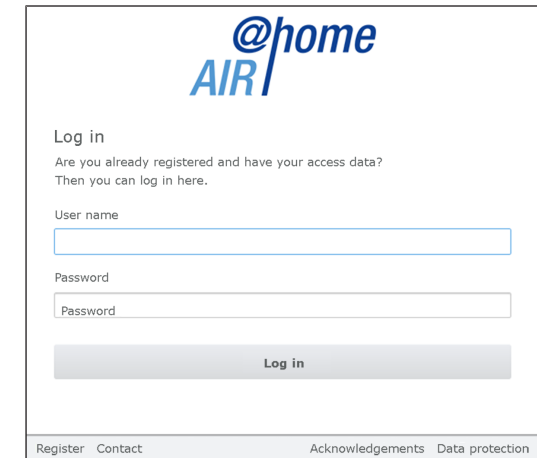 @home
AIR
Log in
Are you already registered and have your access data?
Then you can log in here.
User name
Password
Password
Log in
Register Contact Acknowledgements Data protection